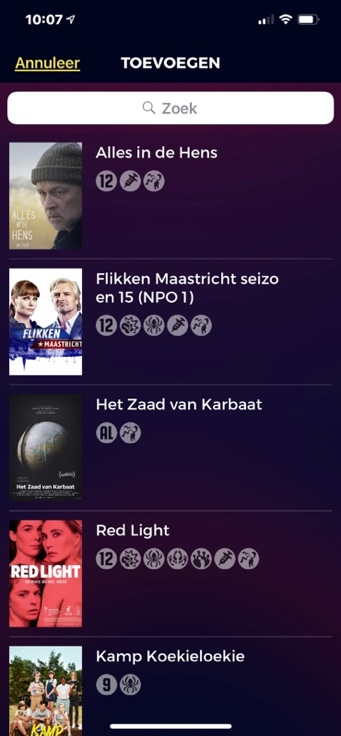 10:07
Annuleer
TOEVOEGEN
Zoek
ALLES
IN DE
HENS
Alles in de Hens
12
FLIKKEN
MAASTRICHT
Flikken Maastricht seizo
en 15 (NPO 1)
12
Het Zaad van Karbaat
Het Zaad van Karbaat
AL
RED LIGHT
Red Light
12
KAMP
Kamp Koekieloekie
9